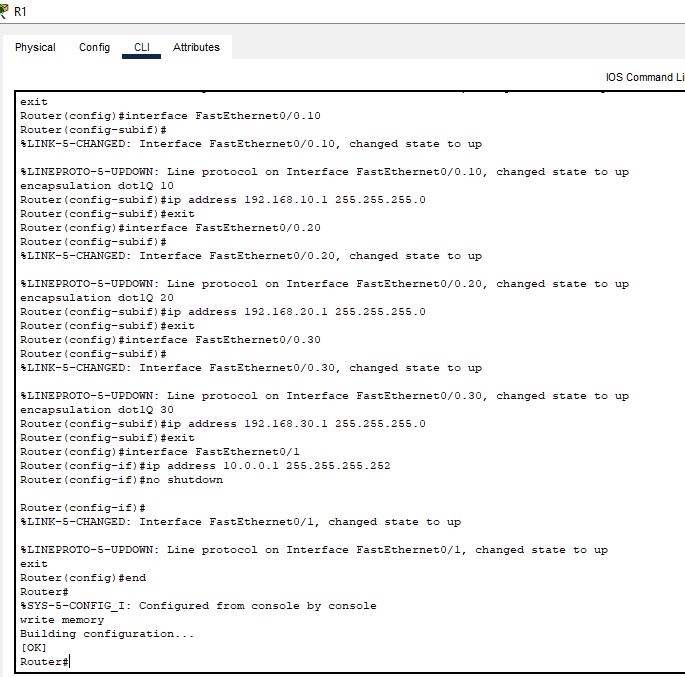 R1
Physical Config CLI Attributes
IOS Command
exit
Router(config)#interface FastEthernet0/0.10
Router(config-subif)#
%LINK-5-CHANGED: Interface FastEthernet0/0.10, changed state to up
%LINEPROTO-5-UPDOWN: Line protocol on Interface FastEthernet0/0.10, changed state to up
encapsulation dot1Q 10
Router(config-subif)#ip address 192.168.10.1 255.255.255.0
Router(config-subif)#exit
Router(config)#interface FastEthernet0/0.20
Router(config-subif)#
%LINK-5-CHANGED: Interface FastEthernet0/0.20, changed state to up
%LINEPROTO-5-UPDOWN: Line protocol on Interface FastEthernet0/0.20, changed state to up
encapsulation dot1Q 20
Router(config-subif)#ip address 192.168.20.1 255.255.255.0
Router(config-subif)#exit
Router(config)#interface FastEthernet0/0.30
Router(config-subif)#
%LINK-5-CHANGED: Interface FastEthernet0/0.30, changed state to up
%LINEPROTO-5-UPDOWN: Line protocol on Interface FastEthernet0/0.30, changed state to up
encapsulation dot1Q 30
Router(config-subif)#ip address 192.168.30.1 255.255.255.0
Router(config-subif)#exit
Router(config)#interface FastEthernet0/1
Router(config-if)#ip address 10.0.0.1 255.255.255.252
Router(config-if)#no shutdown
Router(config-if)#
%LINK-5-CHANGED: Interface FastEthernet0/1, changed state to up
%LINEPROTO-5-UPDOWN: Line protocol on Interface FastEthernet0/1, changed state to up
exit
Router(config)#end
Router#
%SYS-5-CONFIG_I: Configured from console by console
write memory
Building configuration...
[OK]
Router#